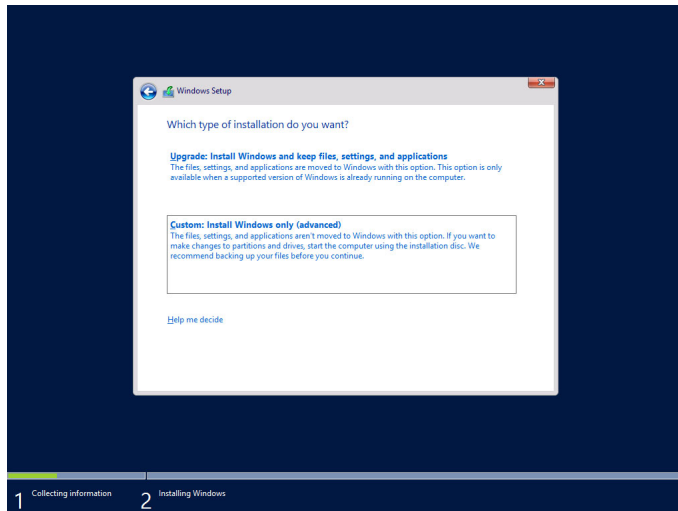 Windows Setup
Which type of installation do you want?
Upgrade: Install Windows and keep files, settings, and applications
The files, settings, and applications are moved to Windows with this option. This option is only
available when a supported version of Windows is already running on the computer.
Custom: Install Windows only (advanced)
The files, settings, and applications aren't moved to Windows with this option. If you want to
make changes to partitions and drives, start the computer using the installation disc. We
recommend backing up your files before you continue.
Help me decide
1 Collecting information
2 Installing Windows